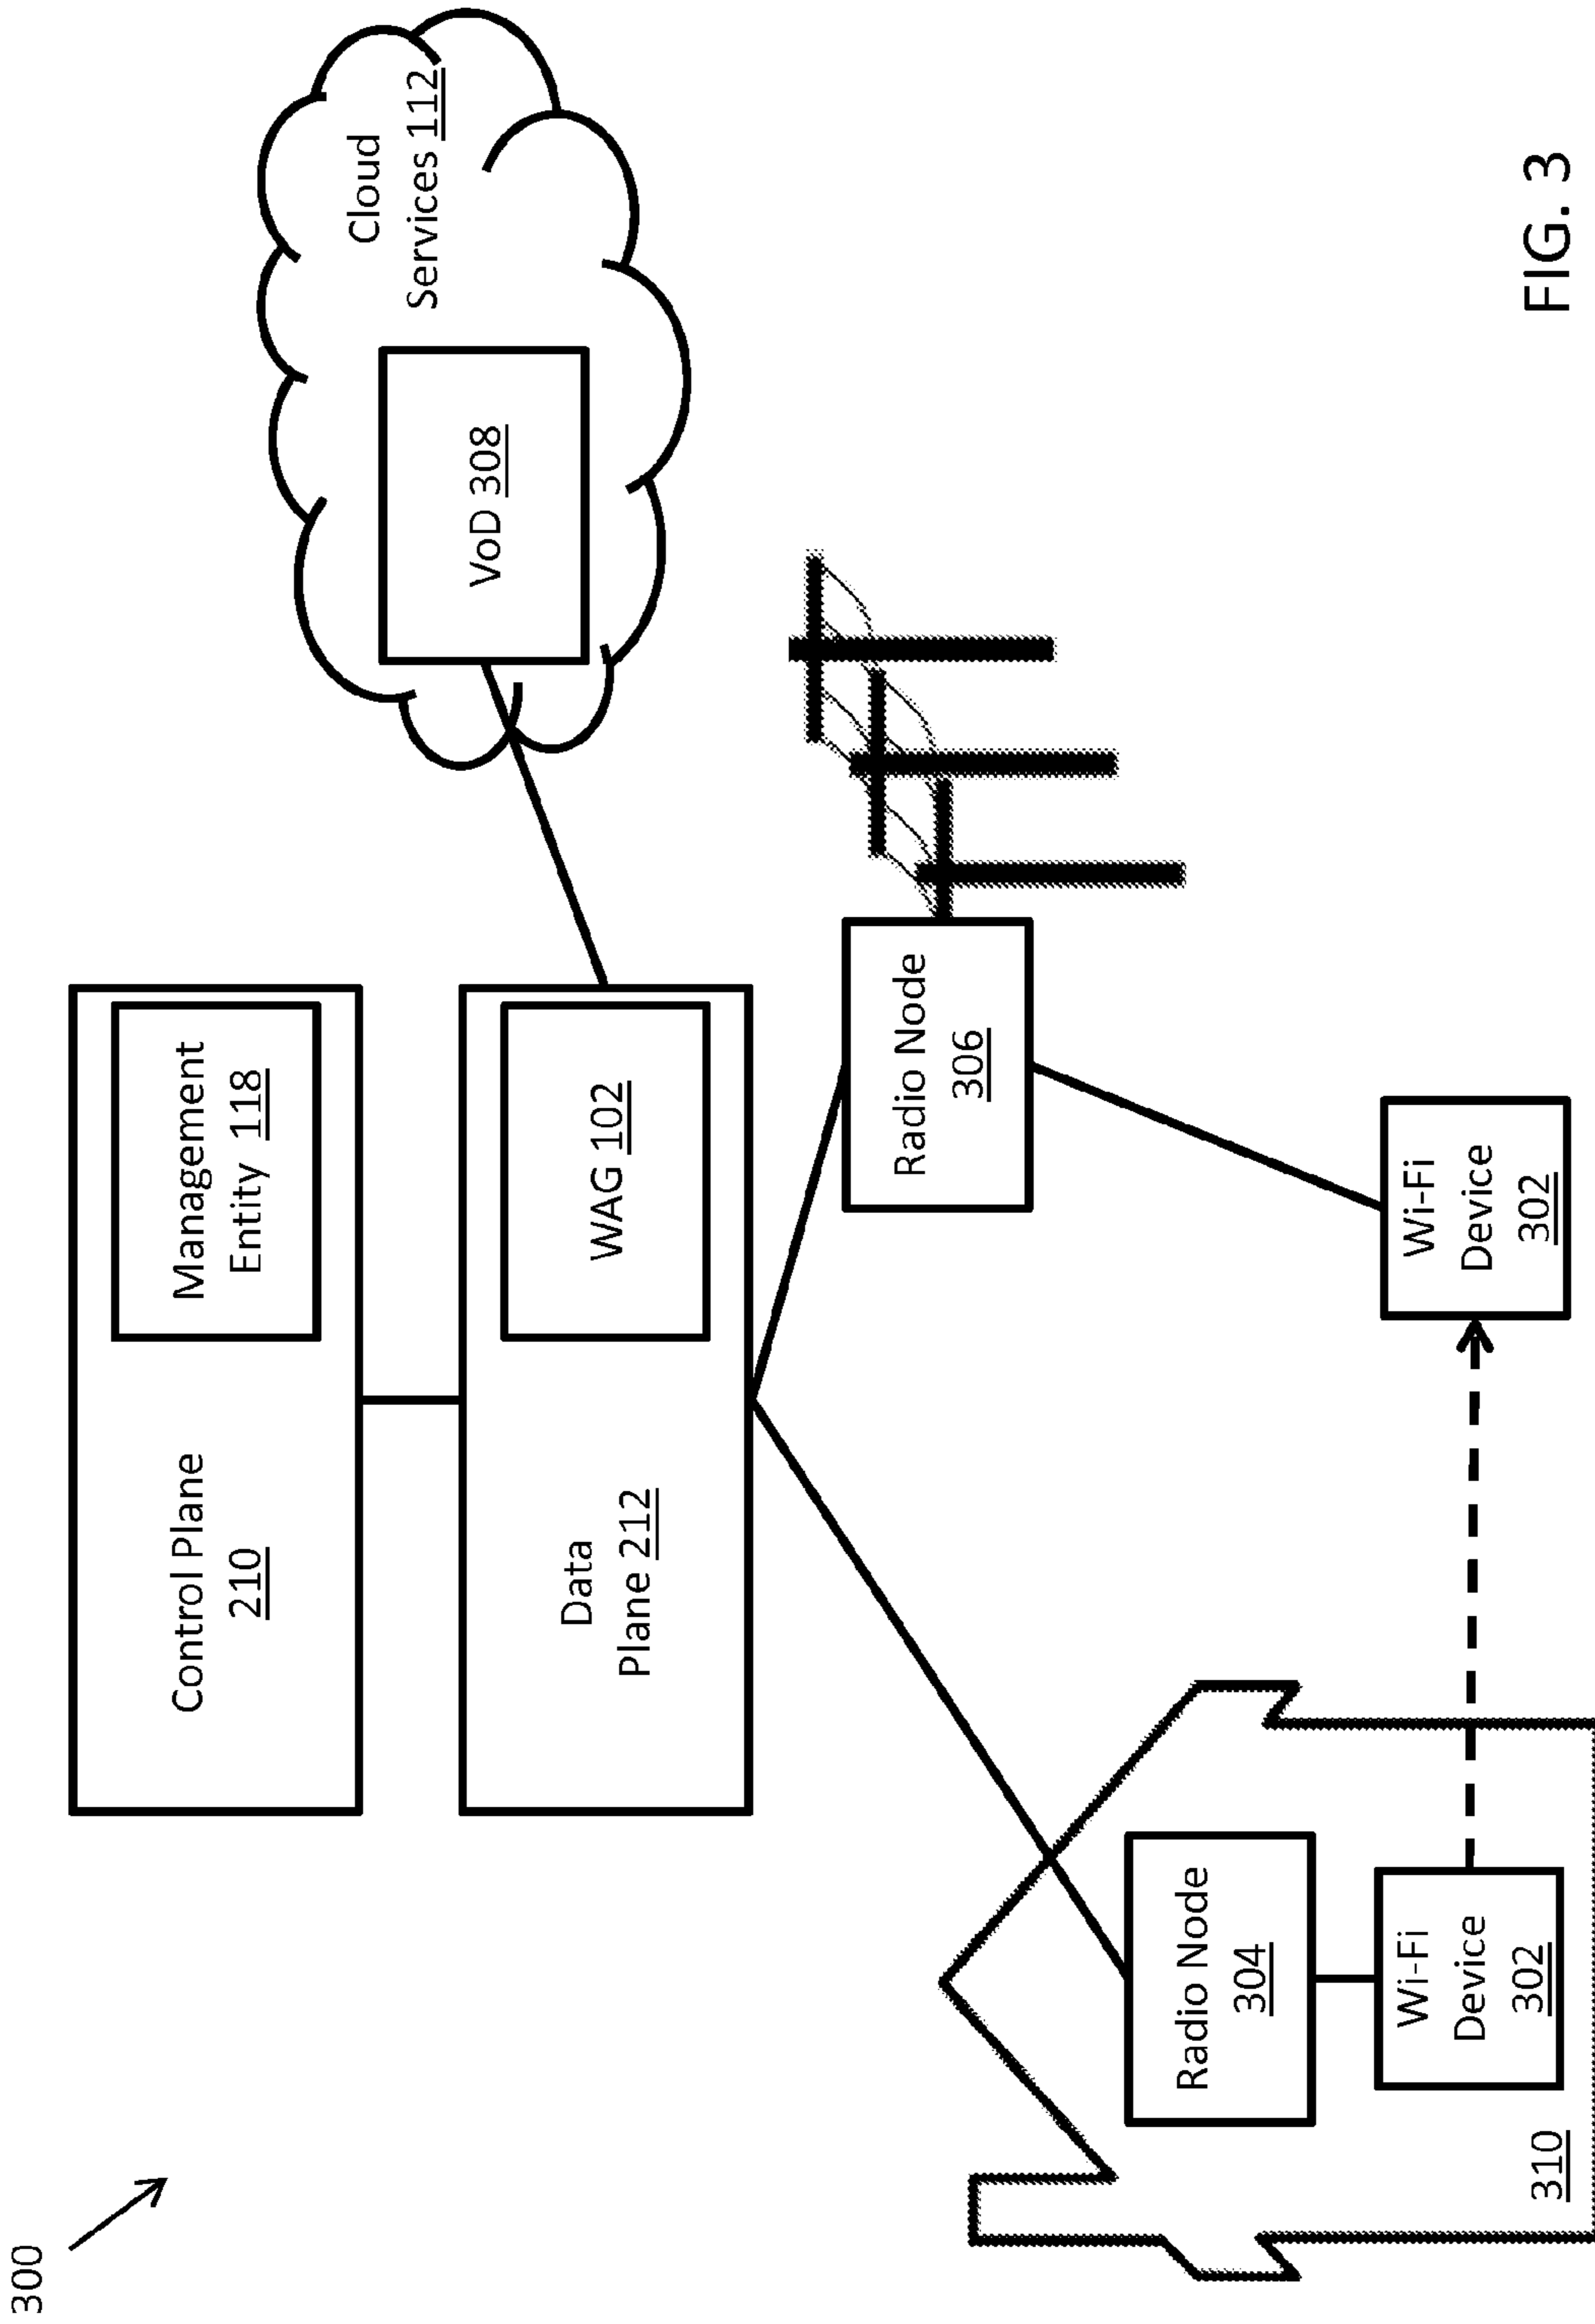 300
Control Plane
210
Management
Entity 118
Data
Plane 212
WAG 102
Cloud
Services 112
VoD 308
Radio Node
304
Wi-Fi
Device
302
310
Radio Node
306
Wi-Fi
Device
302
FIG. 3